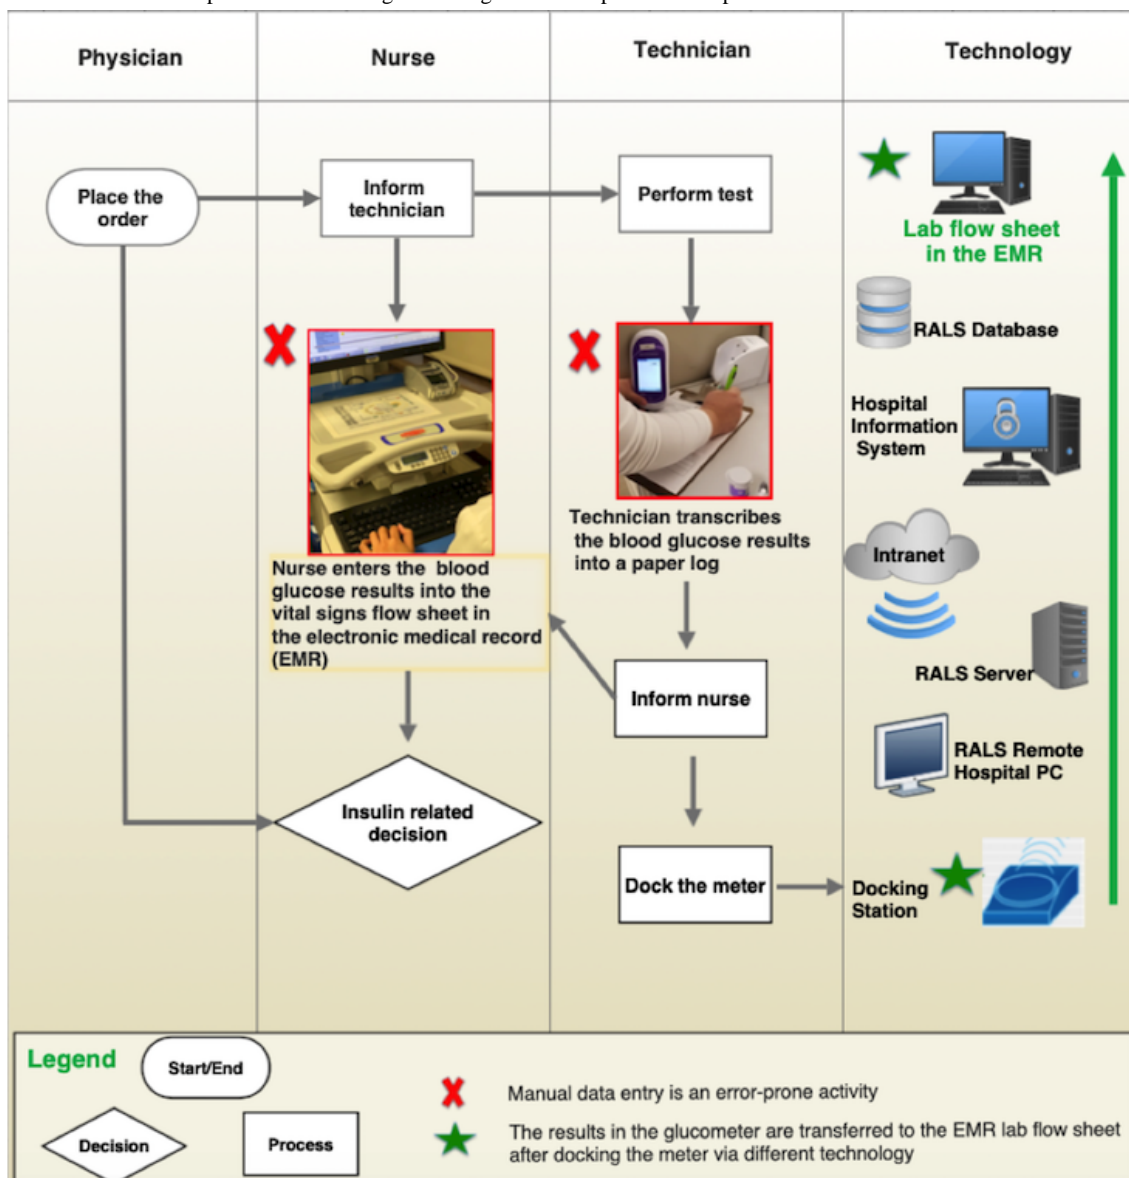 Physician
Nurse
Technician
Technology
Place the
order
Inform
technician
Perform test
Lab flow sheet
in the EMR
RALS Database
Hospital
Information
System
Technician transcribes
the blood glucose results
into a paper log
Intranet
Nurse enters the blood
glucose results into the
vital signs flow sheet in
the electronic medical record
(EMR)
RALS Server
Inform nurse
RALS Remote
Hospital PC
Insulin related
decision
Dock the meter
Docking
Station
Legend
Start/End
Decision
Process
Manual data entry is an error-prone activity
The results in the glucometer are transferred to the EMR lab flow sheet
after docking the meter via different technology